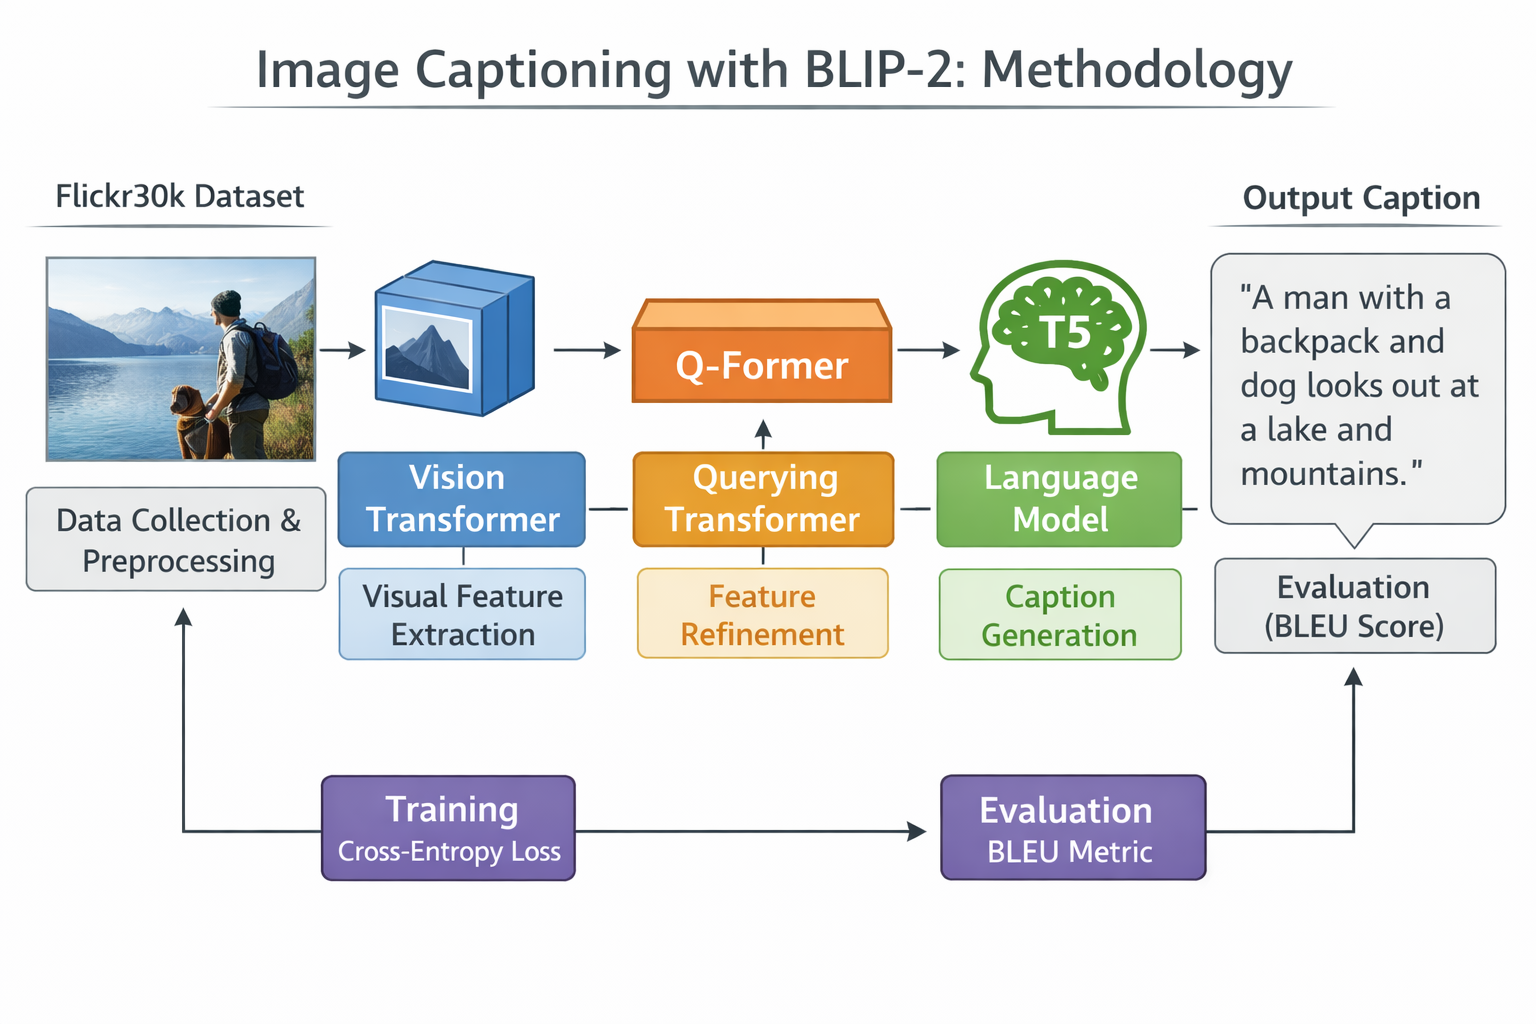 Image Captioning with BLIP-2: Methodology
Flickr30k Dataset
Output Caption
"A man with a
backpack and
dog looks out at
a lake and
mountains."
Q-Former
T5
Data Collection &
Preprocessing
Vision
Transformer
Querying
Transformer
Language
Model
Visual Feature
Extraction
Feature
Refinement
Caption
Generation
Evaluation
(BLEU Score)
Training
Cross-Entropy Loss
Evaluation
BLEU Metric